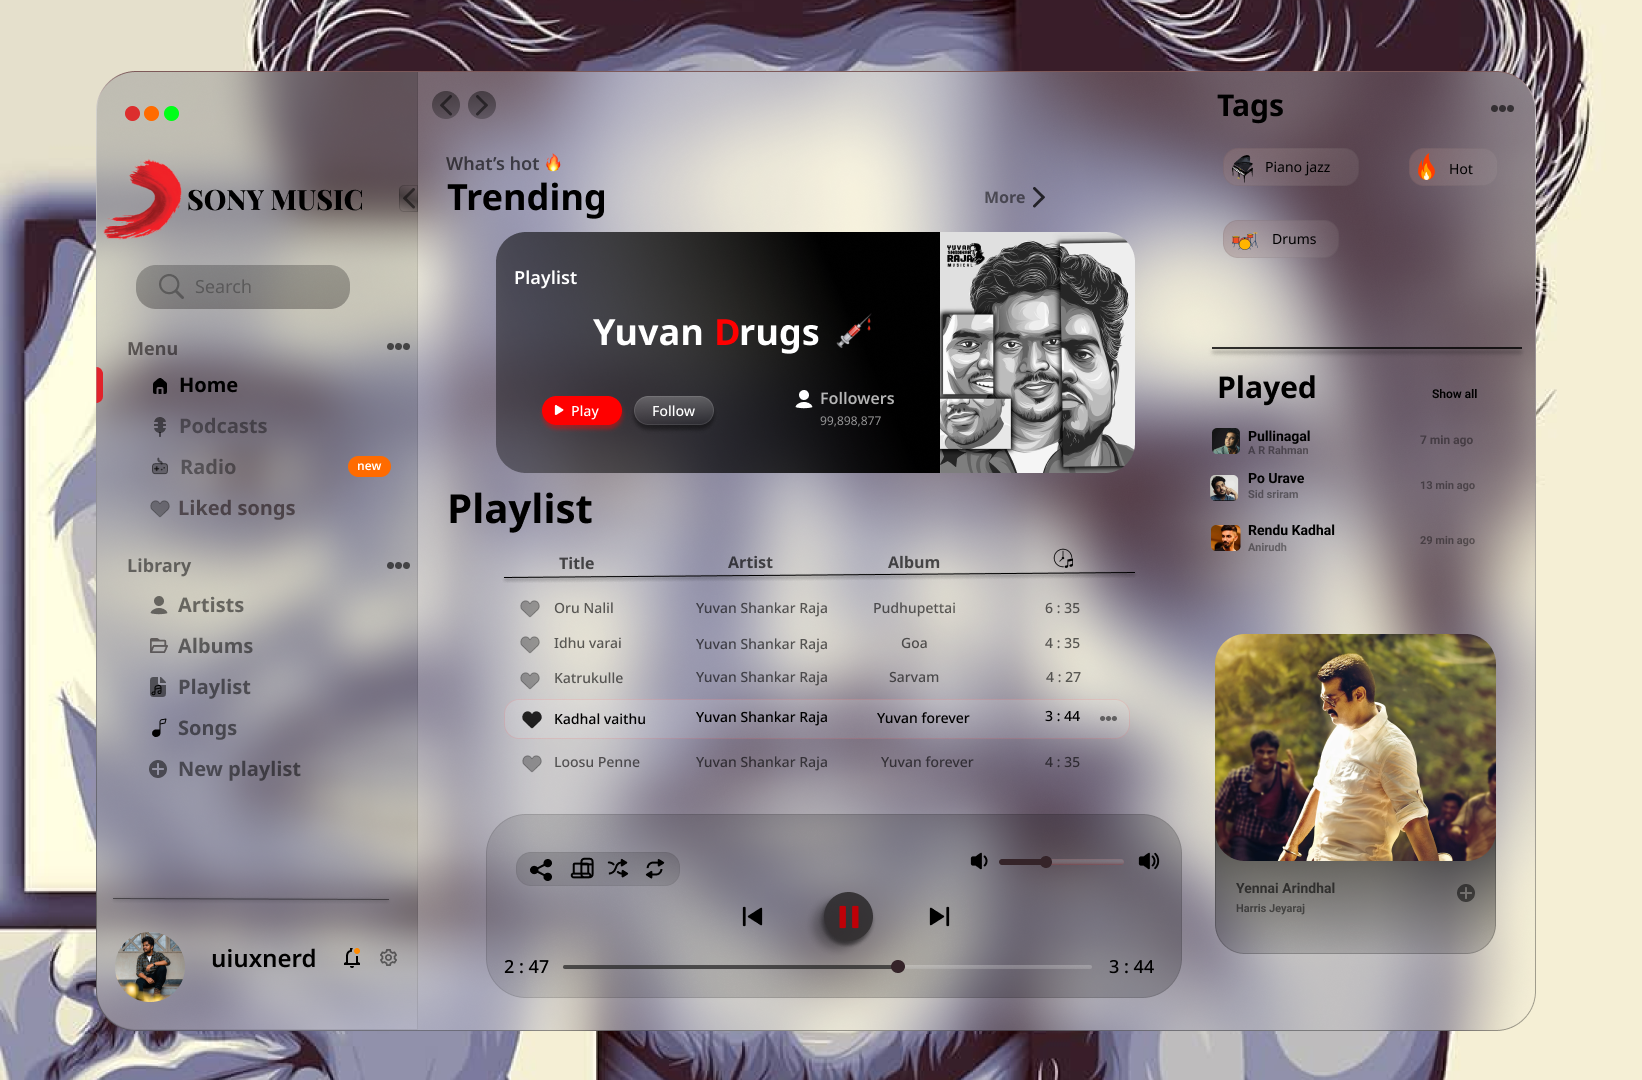 SONY MUSIC
Search
Menu
Home
Podcasts
Radio
new
Liked songs
Library
Artists
Albums
Playlist
Songs
New playlist
uiuxnerd
What's hot 🔥
Trending
More
Playlist
Yuvan Drugs
Play
Follow
Followers
99,898,877
YUVAN
SHANKAR
RAJA
MUSICAL
Playlist
Title Artist Album
Oru Nalil Yuvan Shankar Raja Pudhupettai 6 : 35
Idhu varai Yuvan Shankar Raja Goa 4 : 35
Katrukulle Yuvan Shankar Raja Sarvam 4 : 27
Kadhal vaithu Yuvan Shankar Raja Yuvan forever 3 : 44
Loosu Penne Yuvan Shankar Raja Yuvan forever 4 : 35
2 : 47
3 : 44
Tags
Piano jazz
Hot
Drums
Played
Show all
Pullinagal
A R Rahman
7 min ago
Po Urave
Sid sriram
13 min ago
Rendu Kadhal
Anirudh
29 min ago
Yennai Arindhal
Harris Jeyaraj